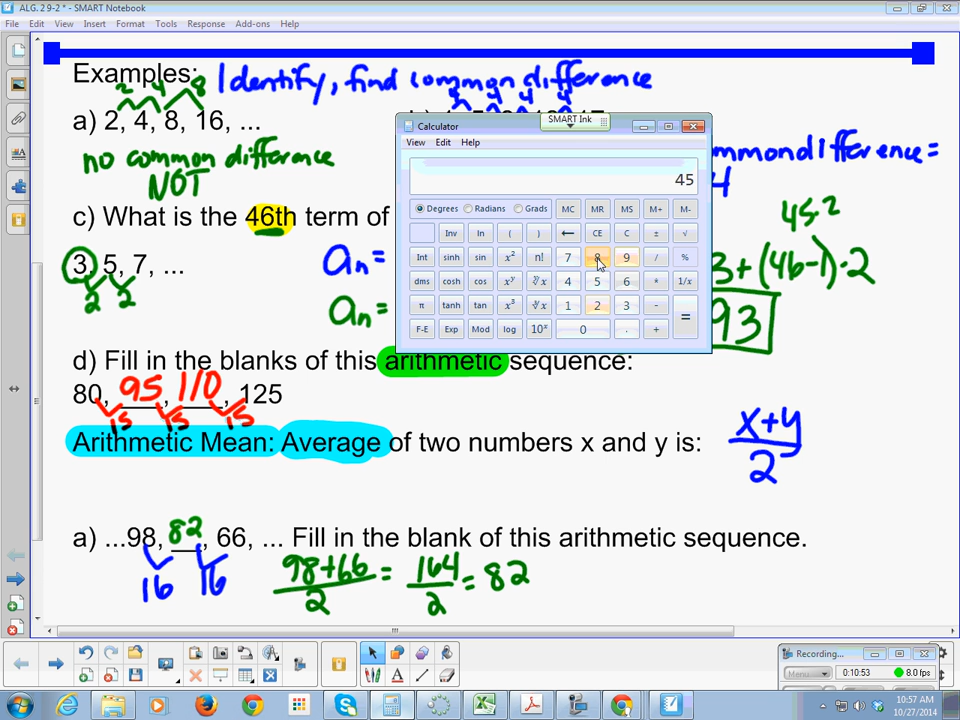 ALG. 2 9-2 * - SMART Notebook
File Edit View Insert Format Tools Response Add-ons Help
Examples: Identify, find common difference
2 4 8
a) 2, 4, 8, 16, ...
no common difference
NOT
mmon difference =
4
c) What is the 46th term of
45·2
3, 5, 7, ...
2 2
an =
3+(46-1)·2
an =
93
SMART Ink
Calculator
View Edit Help
45
Degrees Radians Grads MC MR MS M+ M-
Inv ln ( ) ← CE C ± √
Int sinh sin x² n! 7 8 9 / %
dms cosh cos xʸ ʸ√x 4 5 6 * 1/x
π tanh tan x³ ³√x 1 2 3 - =
F-E Exp Mod log 10ˣ 0 . +
d) Fill in the blanks of this arithmetic sequence:
80, 95, 110, 125
15 15 15
Arithmetic Mean: Average of two numbers x and y is:
x+y
2
a) ...98, 82, 66, ... Fill in the blank of this arithmetic sequence.
16 16
98+66 = 164 = 82
2 2
Recording...
Menu 0:10:53 8.0 fps
10:57 AM
10/27/2014